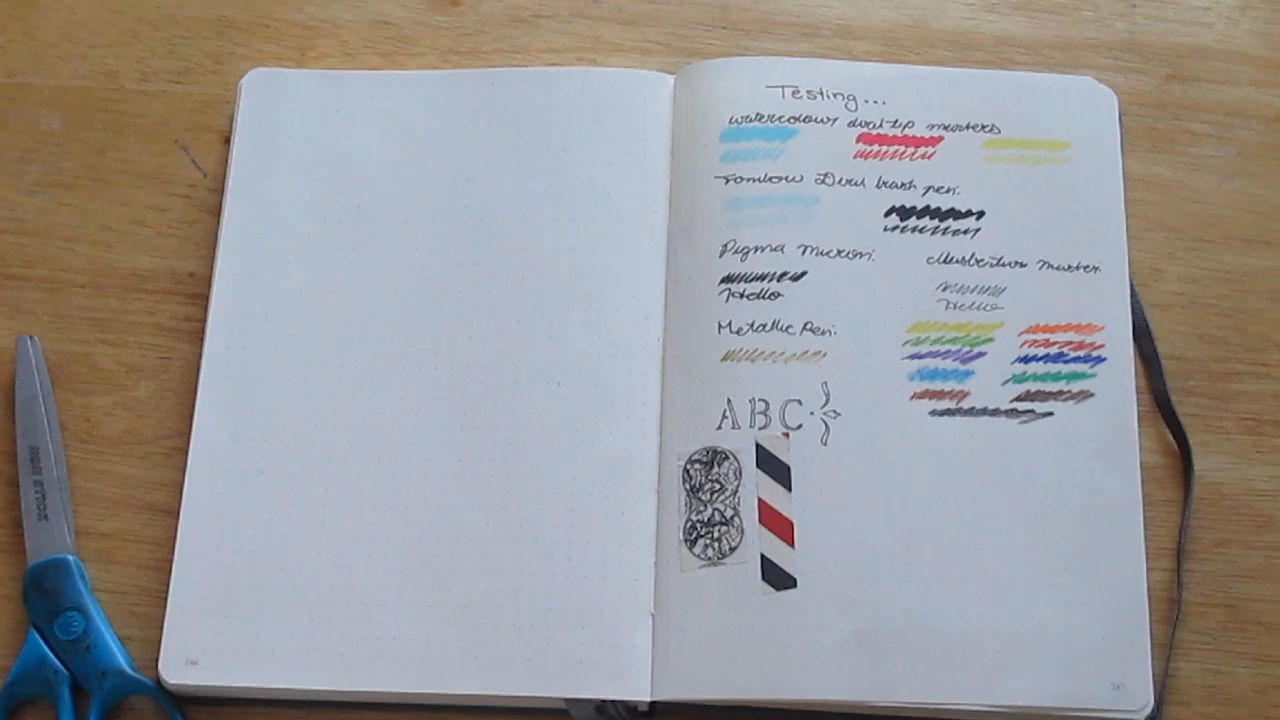 Testing...
watercolour dual tip markers
Tombow Dual brush pen.
Pigma Micron.
Hello
Illustration marker.
Hello
Metallic Pen.
ABC